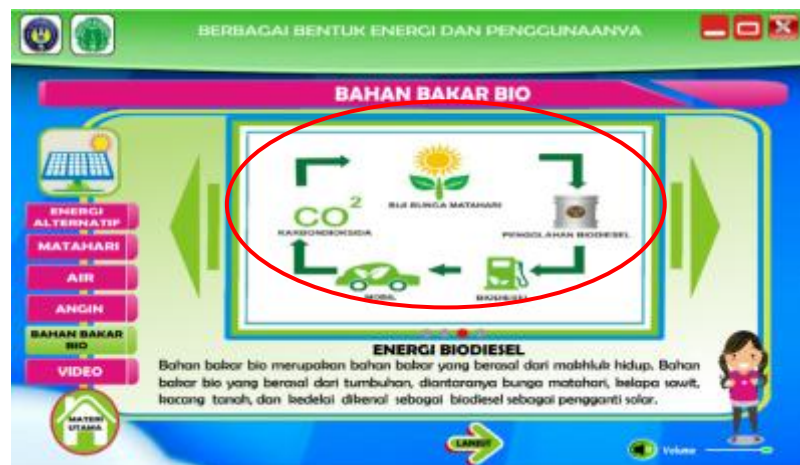 BERBAGAI BENTUK ENERGI DAN PENGGUNAANYA
BAHAN BAKAR BIO
ENERGI
ALTERNATIF
MATAHARI
AIR
ANGIN
BAHAN BAKAR
BIO
VIDEO
MATERI
UTAMA
BIJI BUNGA MATAHARI
CO2
KARBONDIOKSIDA
PENGOLAHAN BIODIESEL
MOBIL
BIODIESEL
ENERGI BIODIESEL
Bahan bakar bio merupakan bahan bakar yang berasal dari makhluk hidup. Bahan
bakar bio yang berasal dari tumbuhan, diantaranya bunga matahari, kelapa sawit,
kacang tanah, dan kedelai dikenal sebagai biodiesel sebagai pengganti solar.
LANJUT
Volume